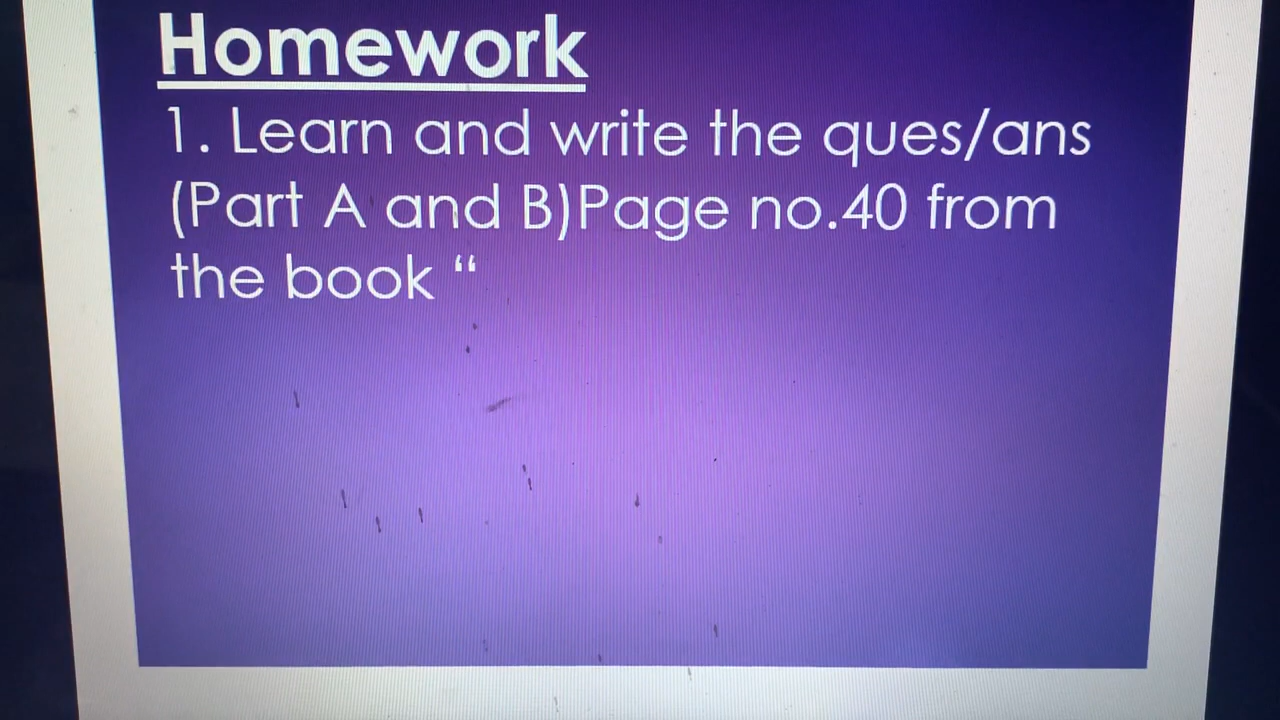 Homework
1. Learn and write the ques/ans
(Part A and B)Page no.40 from
the book “